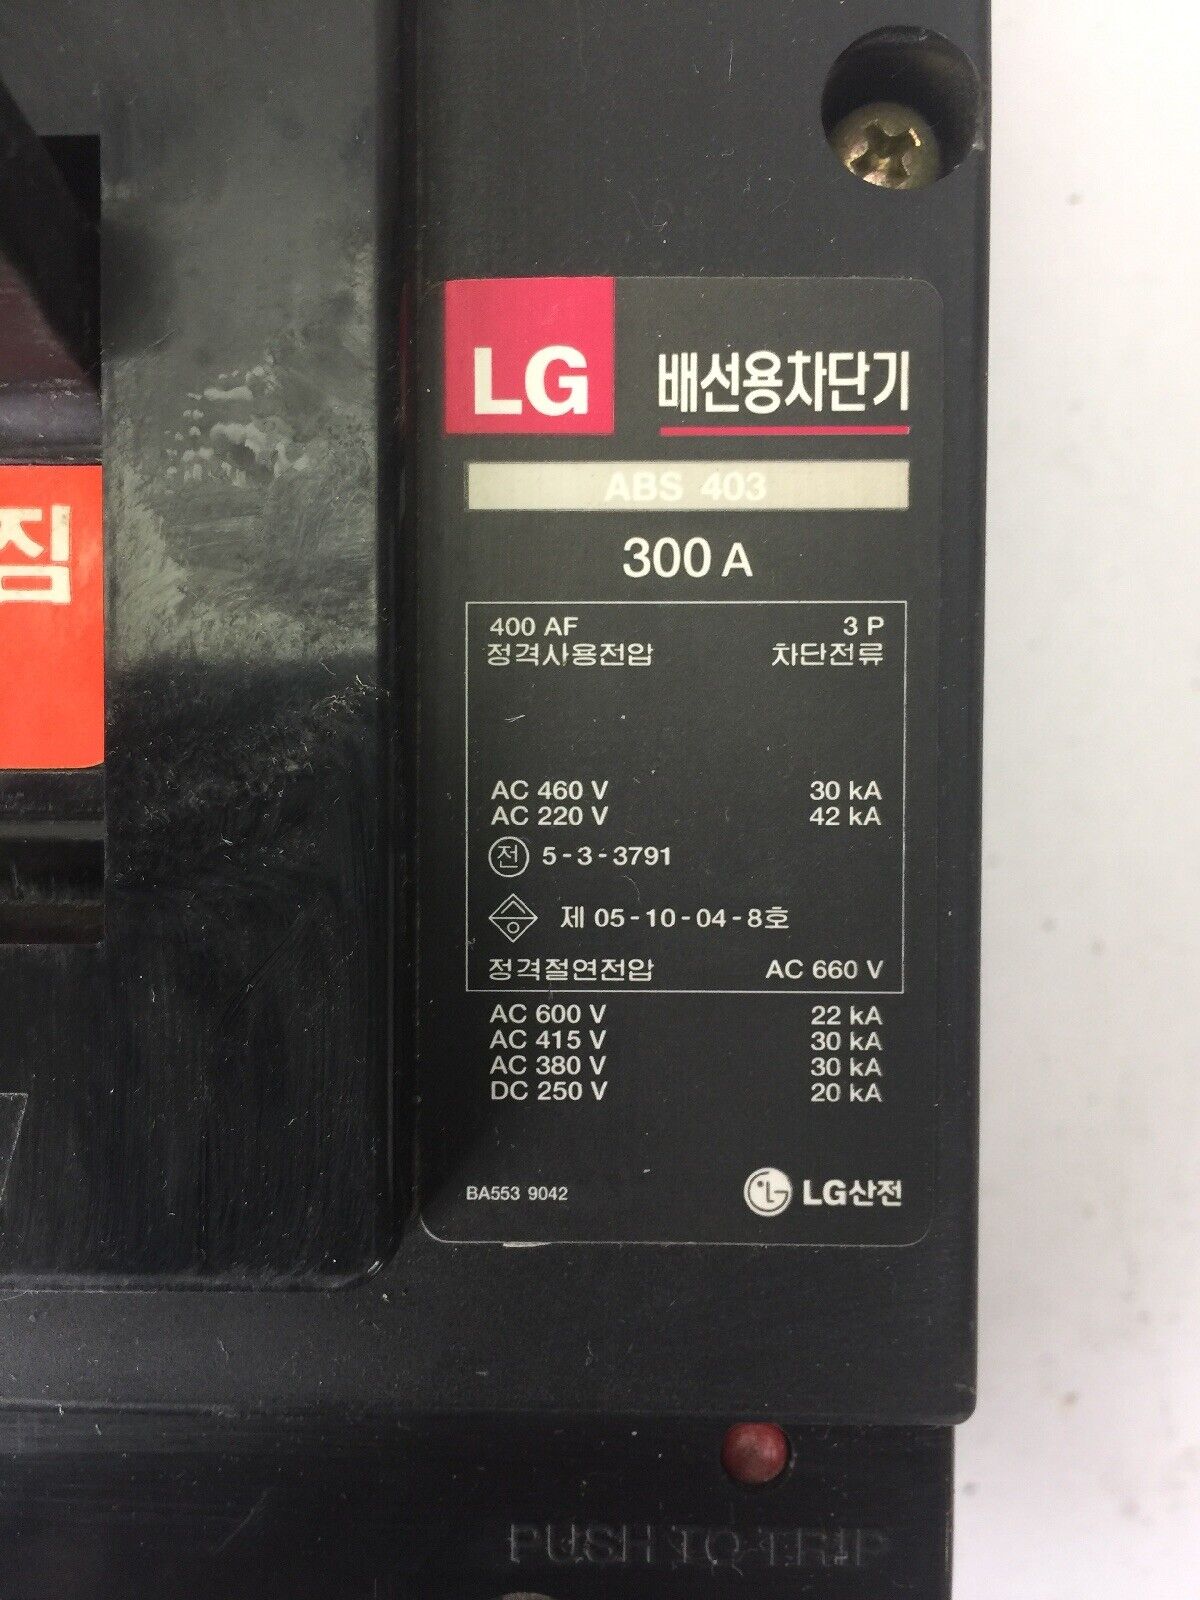 LG 배선용차단기
ABS 403
300 A
400 AF 3 P
정격사용전압 차단전류
AC 460 V 30 kA
AC 220 V 42 kA
전 5-3-3791
제 05-10-04-8호
정격절연전압 AC 660 V
AC 600 V 22 kA
AC 415 V 30 kA
AC 380 V 30 kA
DC 250 V 20 kA
BA553 9042 LG산전
짐
PUSH TO TRIP